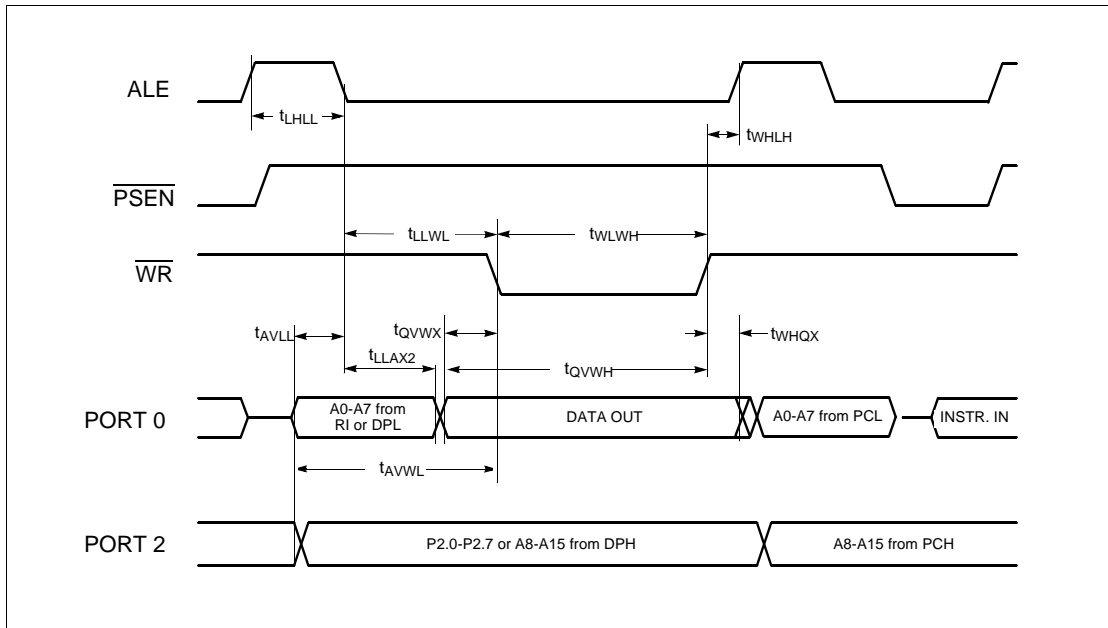 ALE
tLHLL
tWHLH
PSEN
tLLWL
tWLWH
WR
tAVLL
tQVWX
tWHQX
tLLAX2
tQVWH
PORT 0
A0-A7 from
RI or DPL
DATA OUT
A0-A7 from PCL
INSTR. IN
tAVWL
PORT 2
P2.0-P2.7 or A8-A15 from DPH
A8-A15 from PCH